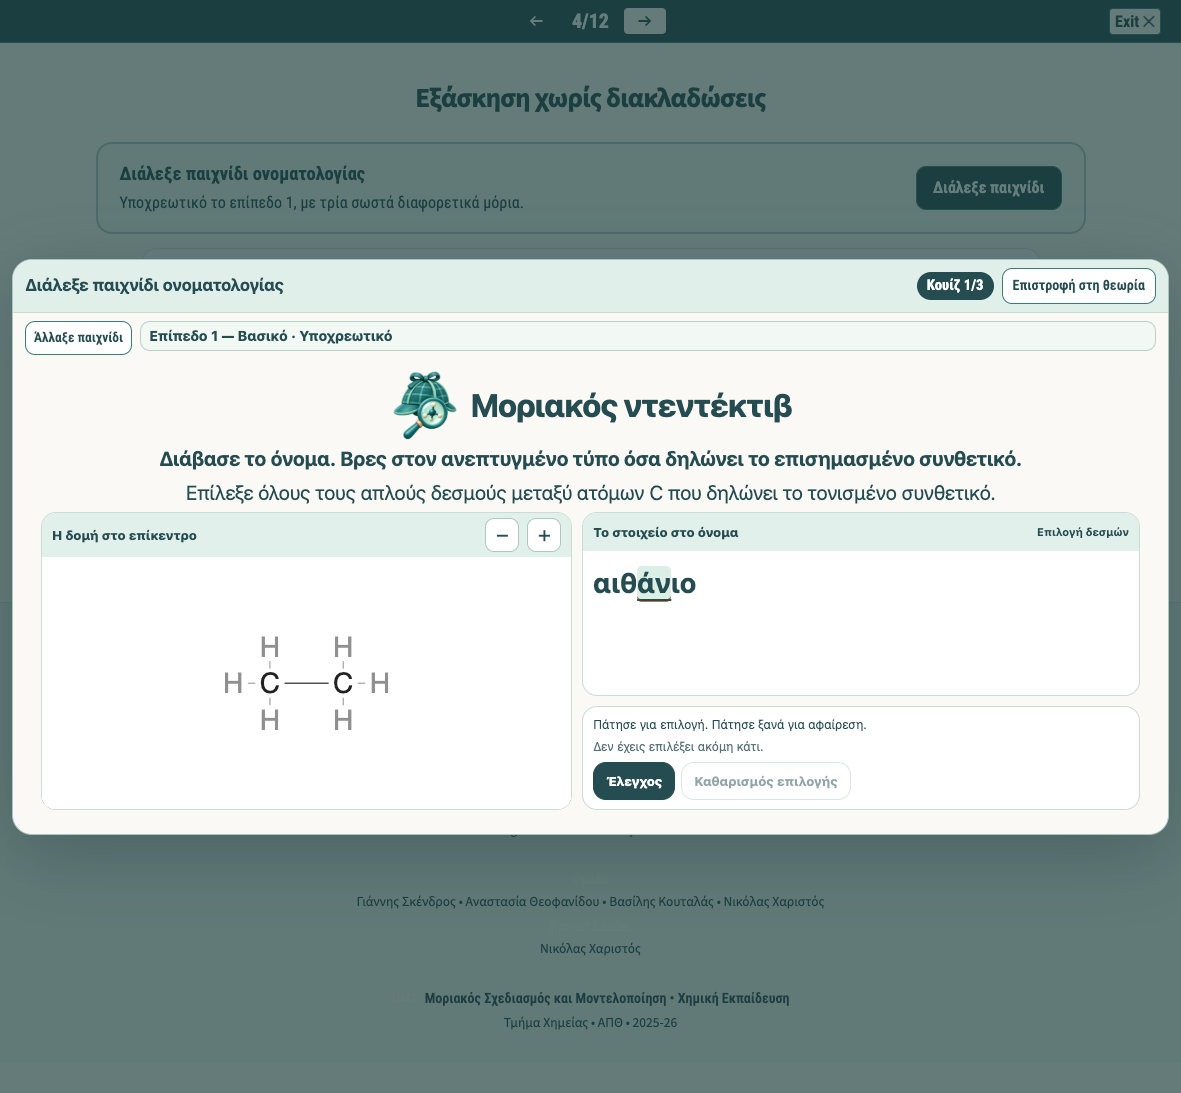 4/12
Exit
Εξάσκηση χωρίς διακλαδώσεις
Διάλεξε παιχνίδι ονοματολογίας
Υποχρεωτικό το επίπεδο 1, με τρία σωστά διαφορετικά μόρια.
Διάλεξε παιχνίδι
Διάλεξε παιχνίδι ονοματολογίας
Κουίζ 1/3
Επιστροφή στη θεωρία
Άλλαξε παιχνίδι
Επίπεδο 1 — Βασικό · Υποχρεωτικό
Μοριακός ντεντέκτιβ
Διάβασε το όνομα. Βρες στον ανεπτυγμένο τύπο όσα δηλώνει το επισημασμένο συνθετικό.
Επίλεξε όλους τους απλούς δεσμούς μεταξύ ατόμων C που δηλώνει το τονισμένο συνθετικό.
Η δομή στο επίκεντρο
− +
H H
H C C H
H H
Το στοιχείο στο όνομα
Επιλογή δεσμών
αιθάνιο
Πάτησε για επιλογή. Πάτησε ξανά για αφαίρεση.
Δεν έχεις επιλέξει ακόμη κάτι.
Έλεγχος
Καθαρισμός επιλογής
Γιάννης Σκένδρος • Αναστασία Θεοφανίδου • Βασίλης Κουταλάς • Νικόλας Χαριστός
Νικόλας Χαριστός
Μοριακός Σχεδιασμός και Μοντελοποίηση • Χημική Εκπαίδευση
Τμήμα Χημείας • ΑΠΘ • 2025-26